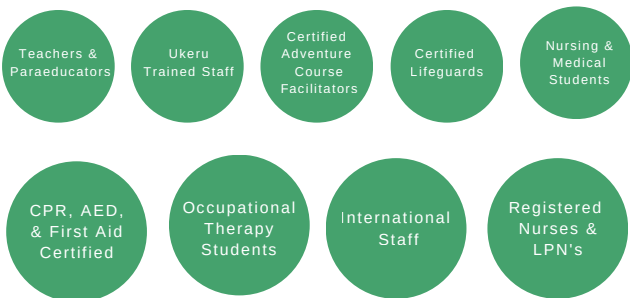 Teachers &
Paraeducators
Ukeru
Trained Staff
Certified
Adventure
Course
Facilitators
Certified
Lifeguards
Nursing &
Medical
Students
CPR, AED,
& First Aid
Certified
Occupational
Therapy
Students
International
Staff
Registered
Nurses &
LPN's